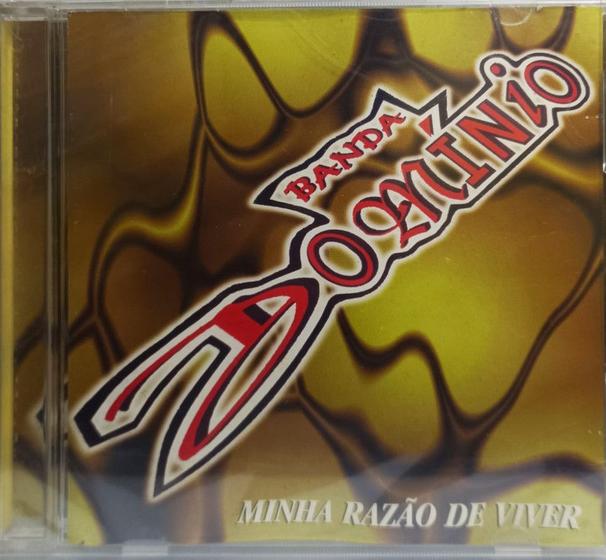 BANDA
DOMÍNiO
MINHA RAZÃO DE VIVER